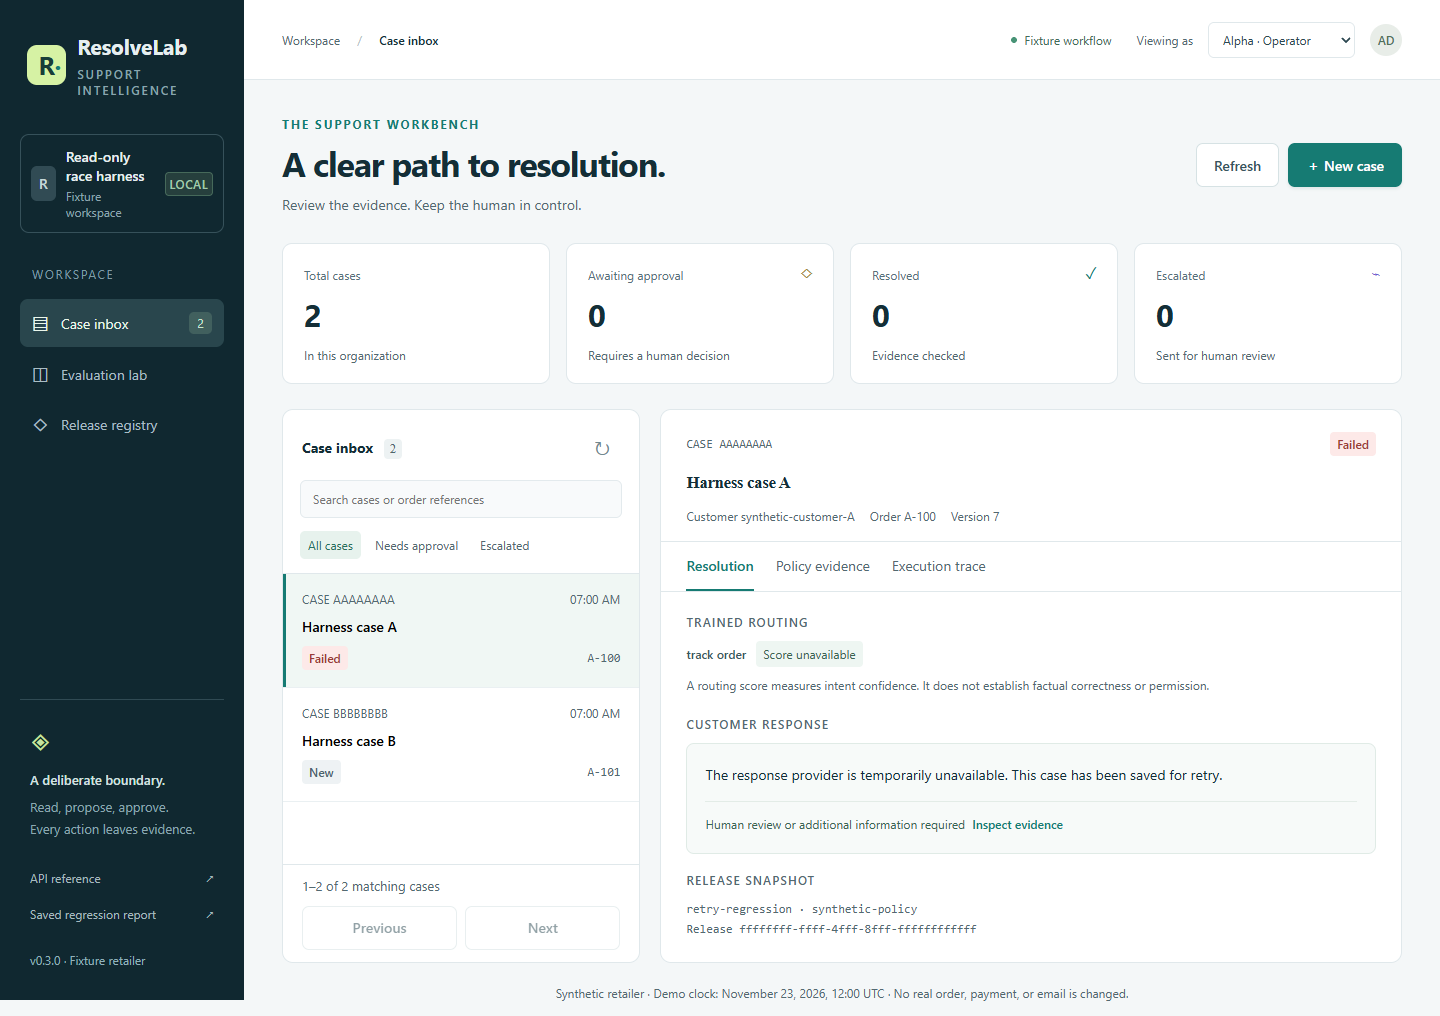 R.
ResolveLab
SUPPORT
INTELLIGENCE
R
Read-only
race harness
Fixture
workspace
LOCAL
WORKSPACE
Case inbox 2
Evaluation lab
Release registry
A deliberate boundary.
Read, propose, approve.
Every action leaves evidence.
API reference ↗
Saved regression report ↗
v0.3.0 · Fixture retailer
Workspace / Case inbox
Fixture workflow
Viewing as
Alpha · Operator
AD
THE SUPPORT WORKBENCH
A clear path to resolution.
Review the evidence. Keep the human in control.
Refresh
+ New case
Total cases
2
In this organization
Awaiting approval
0
Requires a human decision
Resolved
0
Evidence checked
Escalated
0
Sent for human review
Case inbox 2
Search cases or order references
All cases Needs approval Escalated
CASE AAAAAAAA 07:00 AM
Harness case A
Failed A-100
CASE BBBBBBBB 07:00 AM
Harness case B
New A-101
1–2 of 2 matching cases
Previous Next
CASE AAAAAAAA Failed
Harness case A
Customer synthetic-customer-A Order A-100 Version 7
Resolution Policy evidence Execution trace
TRAINED ROUTING
track order Score unavailable
A routing score measures intent confidence. It does not establish factual correctness or permission.
CUSTOMER RESPONSE
The response provider is temporarily unavailable. This case has been saved for retry.
Human review or additional information required Inspect evidence
RELEASE SNAPSHOT
retry-regression · synthetic-policy
Release ffffffff-ffff-4fff-8fff-ffffffffffff
Synthetic retailer · Demo clock: November 23, 2026, 12:00 UTC · No real order, payment, or email is changed.